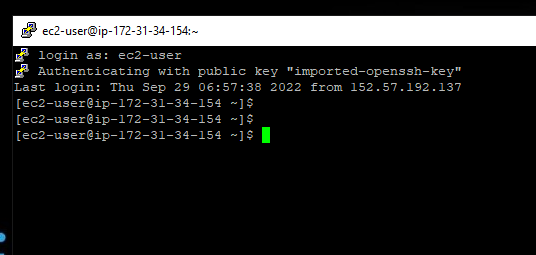 ec2-user@ip-172-31-34-154:~
login as: ec2-user
Authenticating with public key "imported-openssh-key"
Last login: Thu Sep 29 06:57:38 2022 from 152.57.192.137
[ec2-user@ip-172-31-34-154 ~]$
[ec2-user@ip-172-31-34-154 ~]$
[ec2-user@ip-172-31-34-154 ~]$